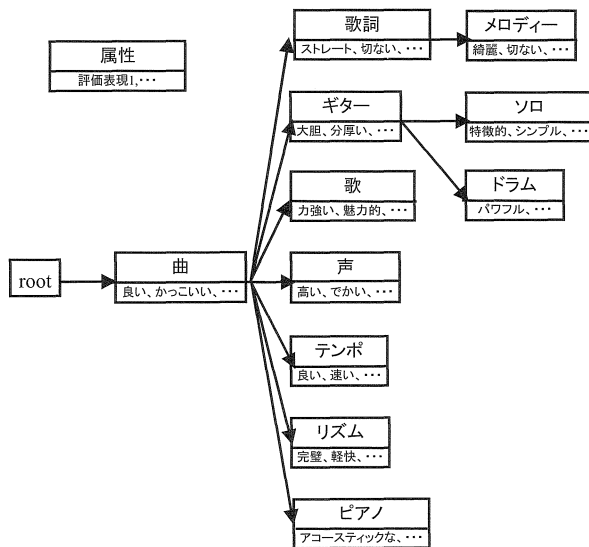 属性
評価表現1,・・・
root
曲
良い、かっこいい、・・・
歌詞
ストレート、切ない、・・・
メロディー
綺麗、切ない、・・・
ギター
大胆、分厚い、・・・
ソロ
特徴的、シンプル、・・・
ドラム
パワフル、・・・
歌
力強い、魅力的、・・・
声
高い、でかい、・・・
テンポ
良い、速い、・・・
リズム
完璧、軽快、・・・
ピアノ
アコースティックな、・・・